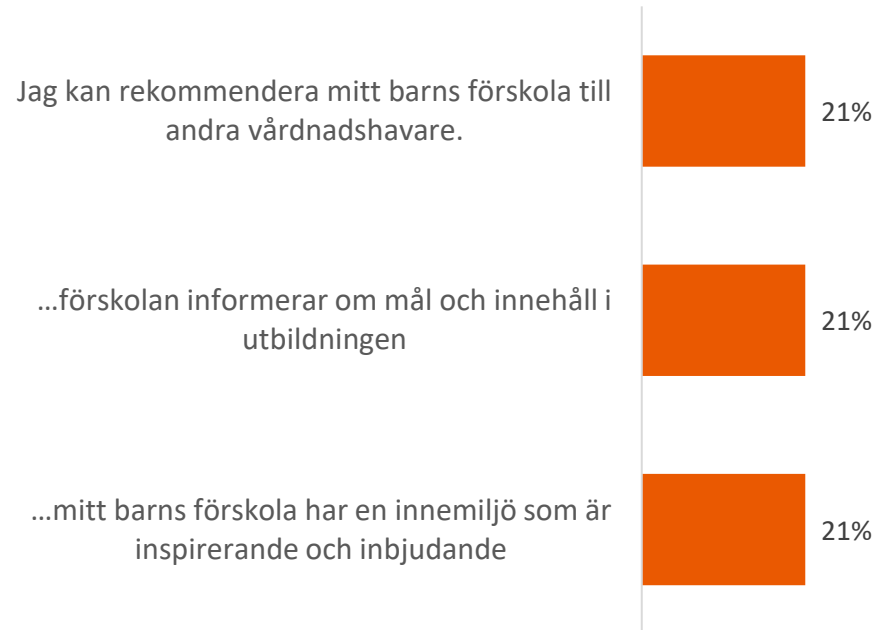 Jag kan rekommendera mitt barns förskola till
andra vårdnadshavare.
21%
…förskolan informerar om mål och innehåll i
utbildningen
21%
…mitt barns förskola har en innemiljö som är
inspirerande och inbjudande
21%